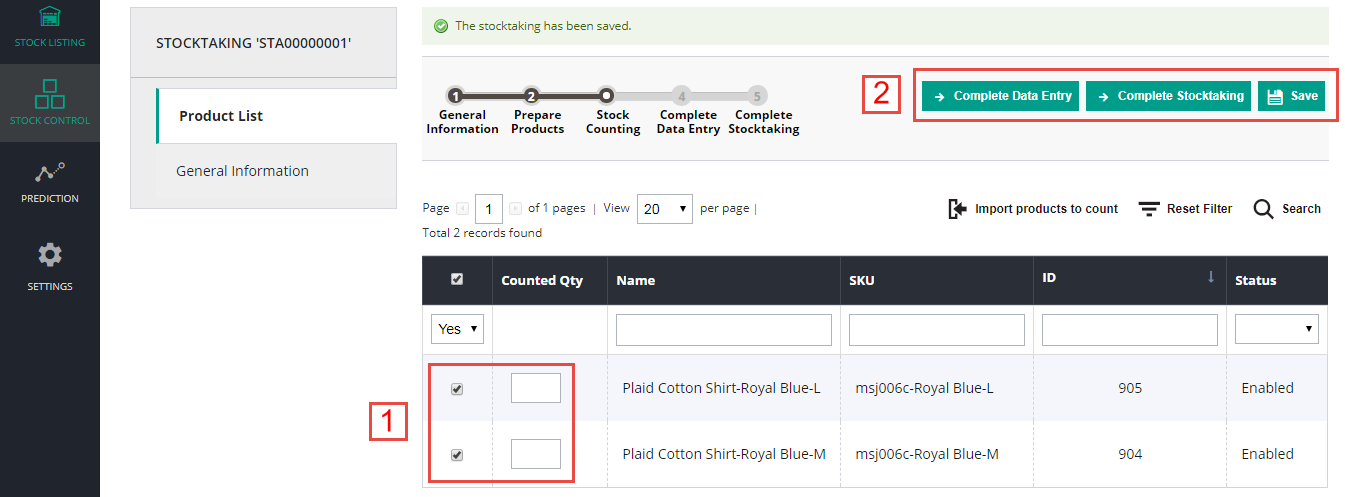 STOCK LISTING
STOCK CONTROL
PREDICTION
SETTINGS
STOCKTAKING 'STA00000001'
Product List
General Information
The stocktaking has been saved.
1 2 4 5
General Information
Prepare Products
Stock Counting
Complete Data Entry
Complete Stocktaking
2
Complete Data Entry
Complete Stocktaking
Save
Page 1 of 1 pages | View 20 per page |
Total 2 records found
Import products to count
Reset Filter
Search
Counted Qty Name SKU ID Status
Yes
1
Plaid Cotton Shirt-Royal Blue-L msj006c-Royal Blue-L 905 Enabled
Plaid Cotton Shirt-Royal Blue-M msj006c-Royal Blue-M 904 Enabled